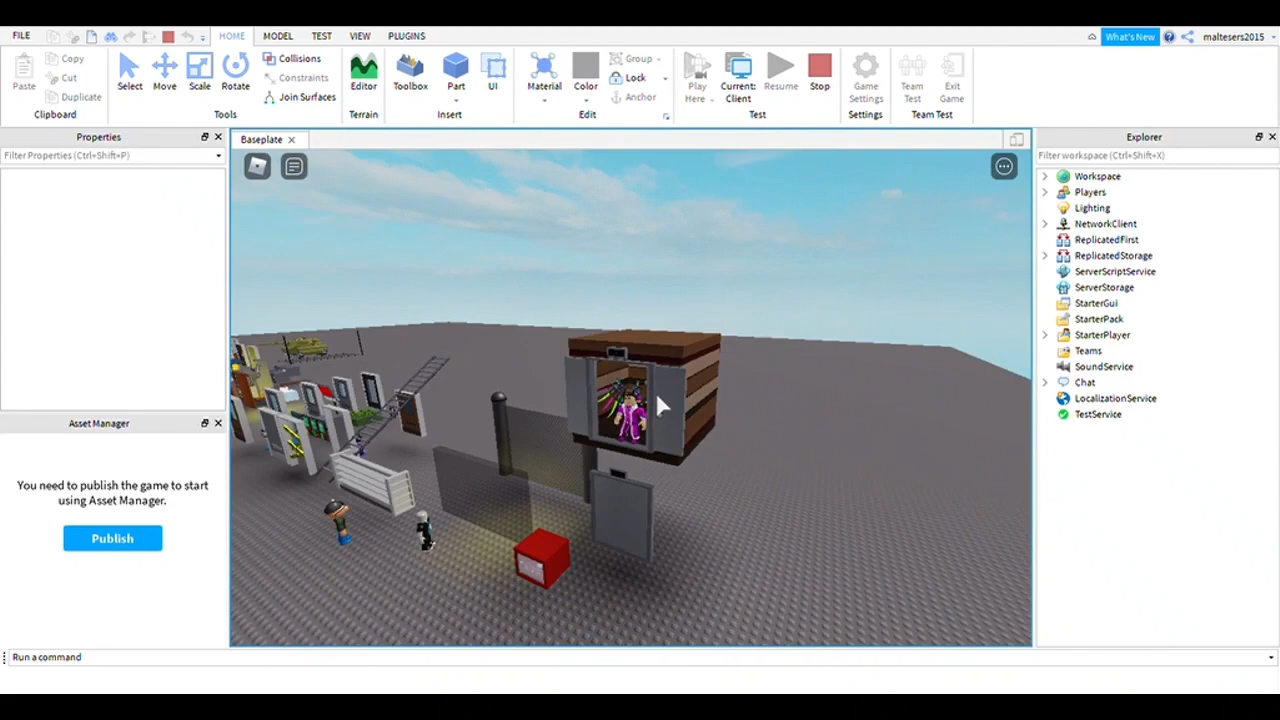 FILE HOME MODEL TEST VIEW PLUGINS What's New maltesers2015
Paste Copy Cut Duplicate Select Move Scale Rotate Collisions Constraints Join Surfaces Editor Toolbox Part UI Material Color Group Lock Anchor Play Here Current: Client Resume Stop Game Settings Team Test Exit Game
Clipboard Tools Terrain Insert Edit Test Settings Team Test
Properties
Filter Properties (Ctrl+Shift+P)
Asset Manager
You need to publish the game to start
using Asset Manager.
Publish
Baseplate
Explorer
Filter workspace (Ctrl+Shift+X)
Workspace
Players
Lighting
NetworkClient
ReplicatedFirst
ReplicatedStorage
ServerScriptService
ServerStorage
StarterGui
StarterPack
StarterPlayer
Teams
SoundService
Chat
LocalizationService
TestService
Run a command